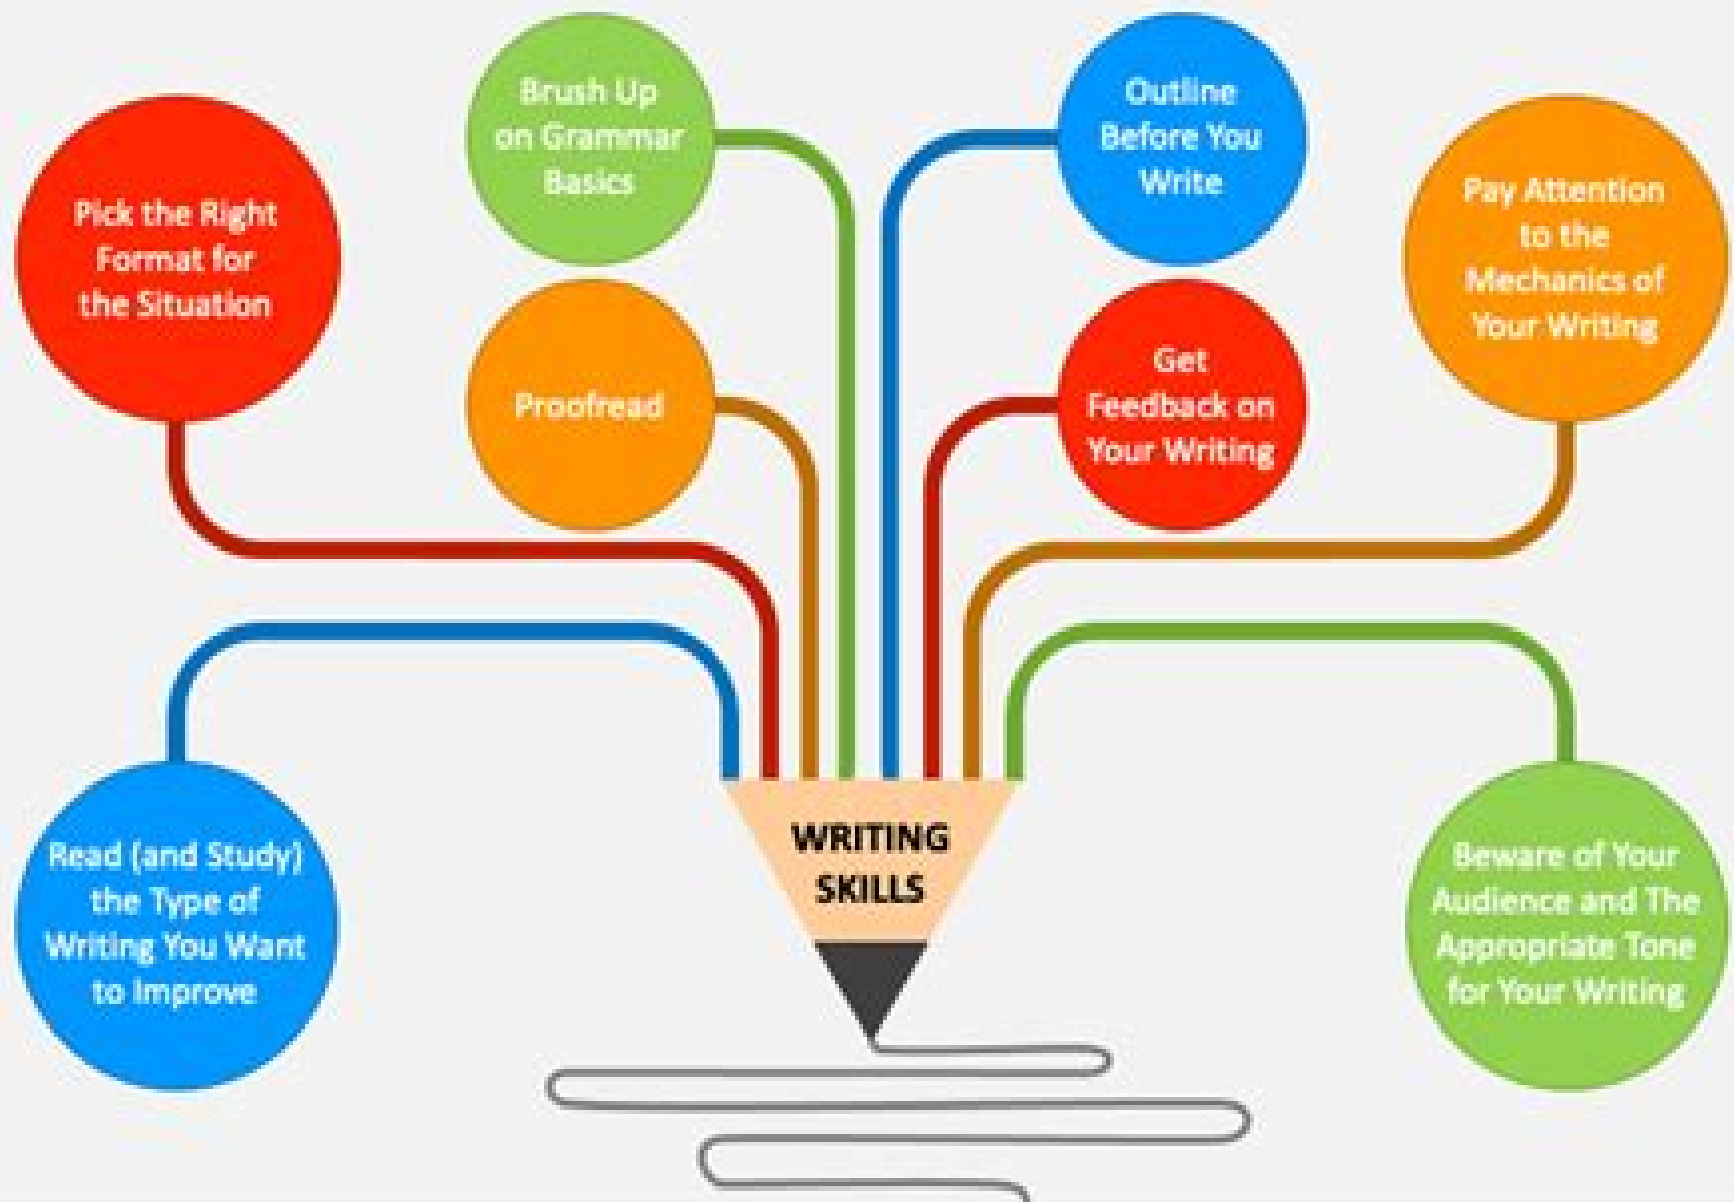 Brush Up
on Grammar
Basics
Outline
Before You
Write
Pick the Right
Format for
the Situation
Pay Attention
to the
Mechanics of
Your Writing
Proofread
Get
Feedback on
Your Writing
WRITING
SKILLS
Read (and Study)
the Type of
Writing You Want
to Improve
Beware of Your
Audience and The
Appropriate Tone
for Your Writing